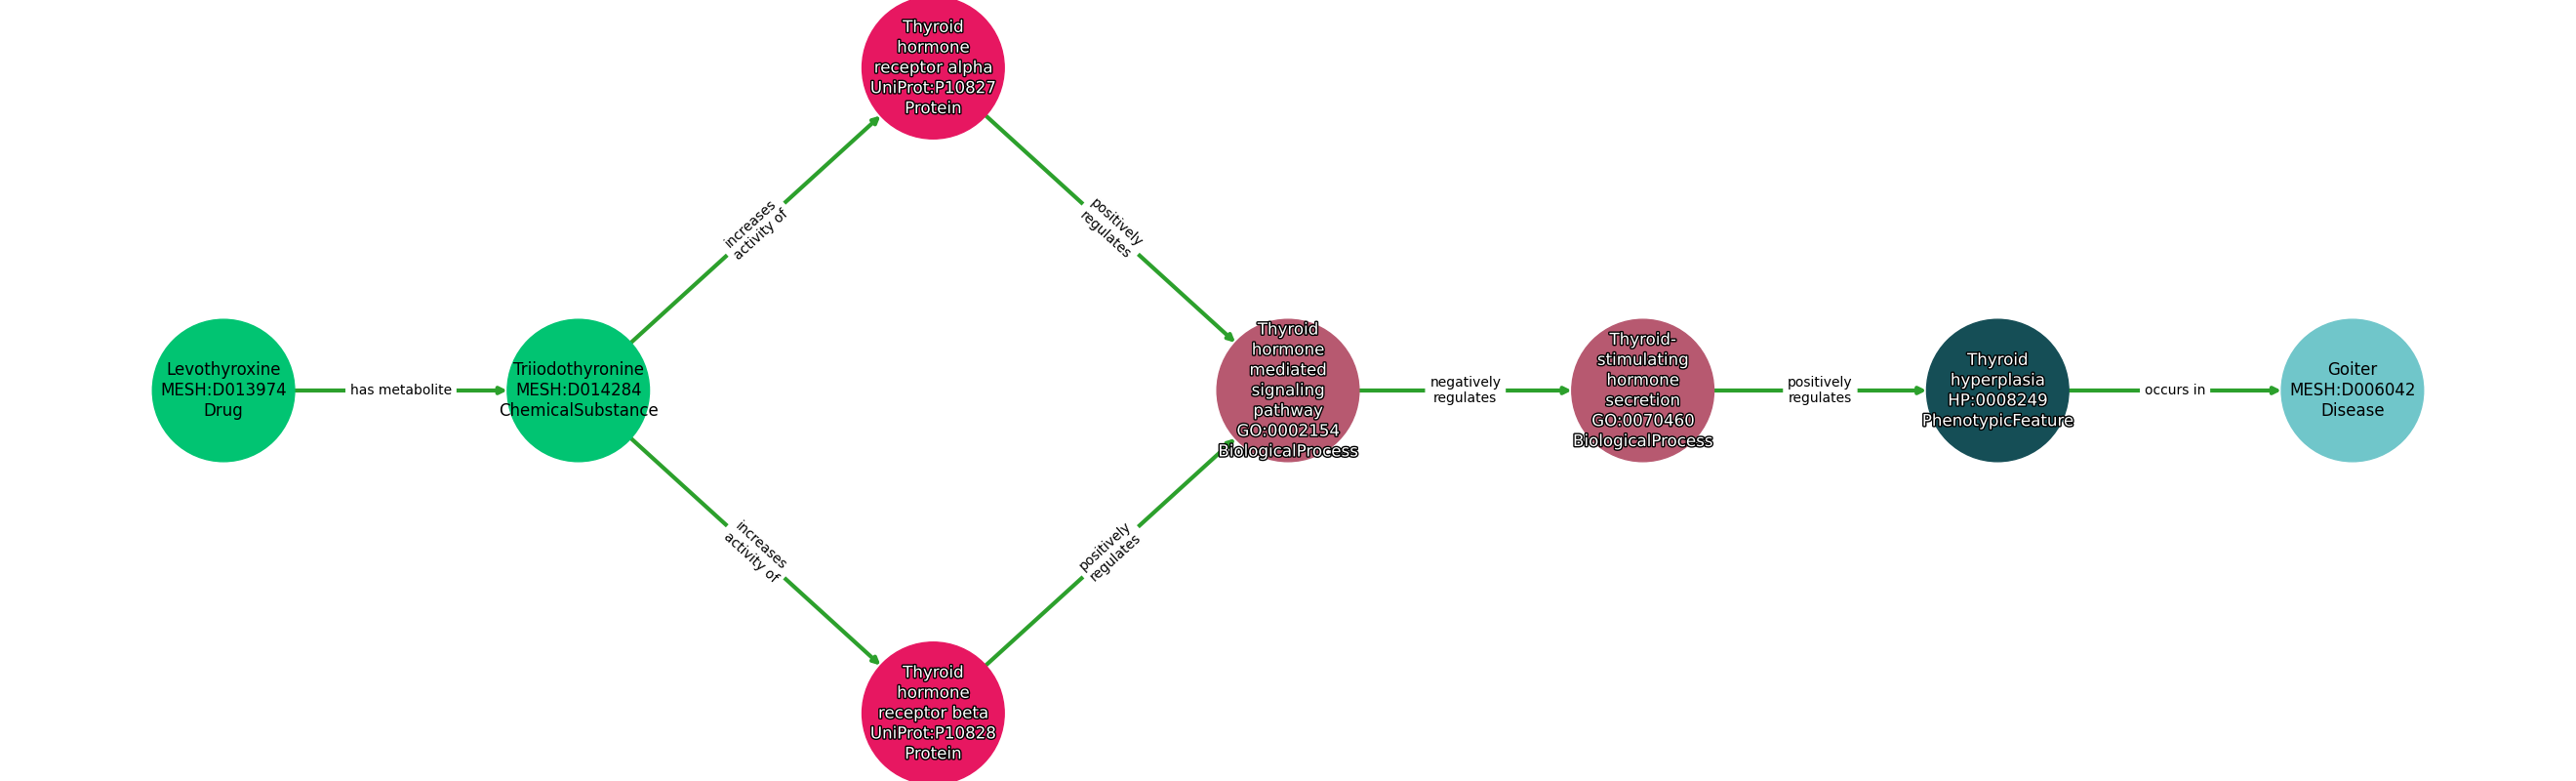 Thyroid
hormone
receptor alpha
UniProt:P10827
Protein
increases
activity of
positively
regulates
Levothyroxine
MESH:D013974
Drug
has metabolite
Triiodothyronine
MESH:D014284
ChemicalSubstance
Thyroid
hormone
mediated
signaling
pathway
GO:0002154
BiologicalProcess
negatively
regulates
Thyroid-
stimulating
hormone
secretion
GO:0070460
BiologicalProcess
positively
regulates
Thyroid
hyperplasia
HP:0008249
PhenotypicFeature
occurs in
Goiter
MESH:D006042
Disease
increases
activity of
positively
regulates
Thyroid
hormone
receptor beta
UniProt:P10828
Protein